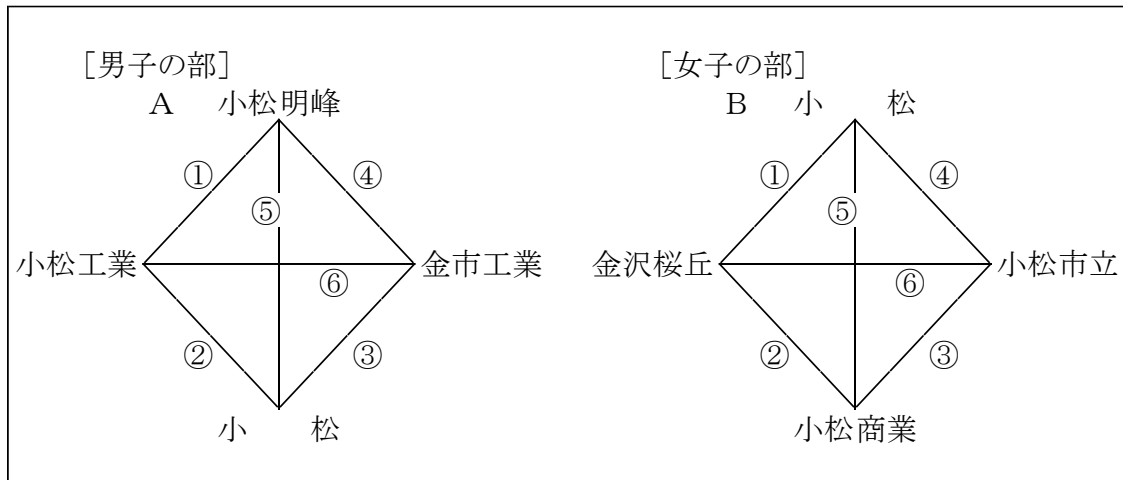 ［男子の部］
A 小松明峰
① ④
⑤
小松工業 金市工業
⑥
② ③
小 松
［女子の部］
B 小 松
① ④
⑤
金沢桜丘 小松市立
⑥
② ③
小松商業